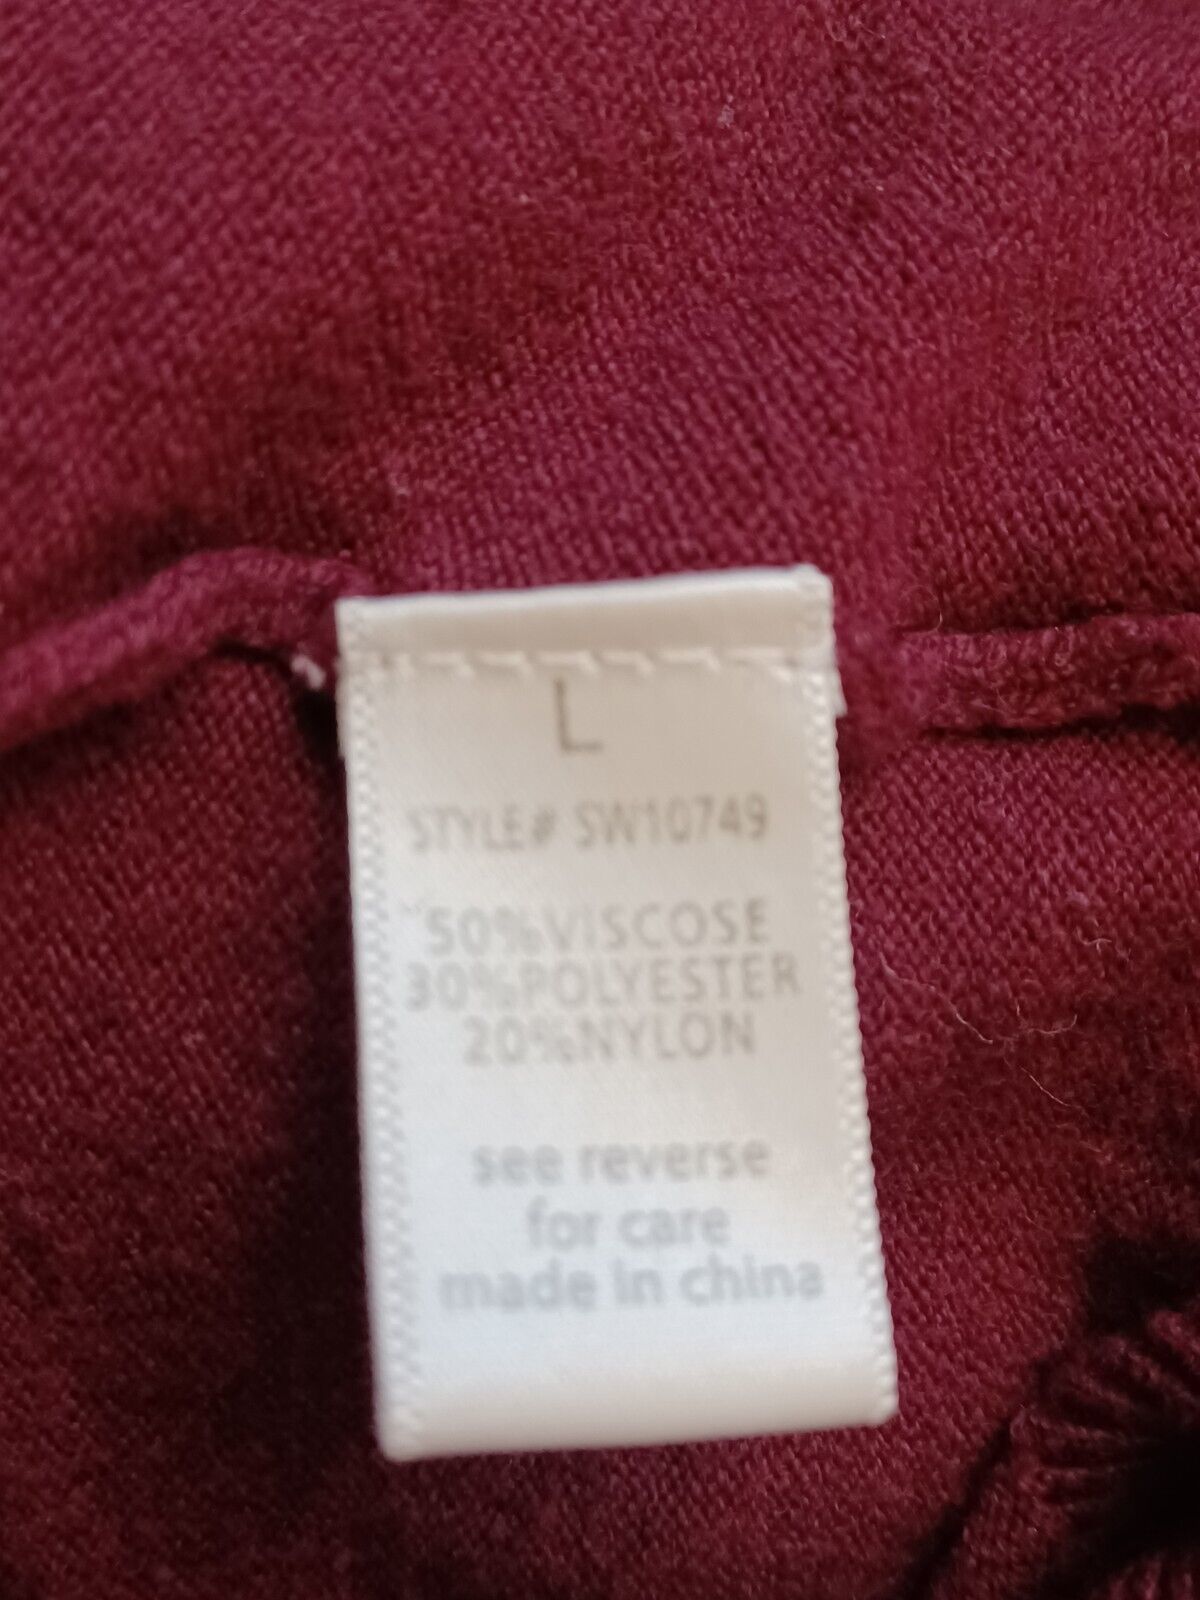 L
STYLE# SW10749
50%VISCOSE
30%POLYESTER
20%NYLON
see reverse
for care
made in china